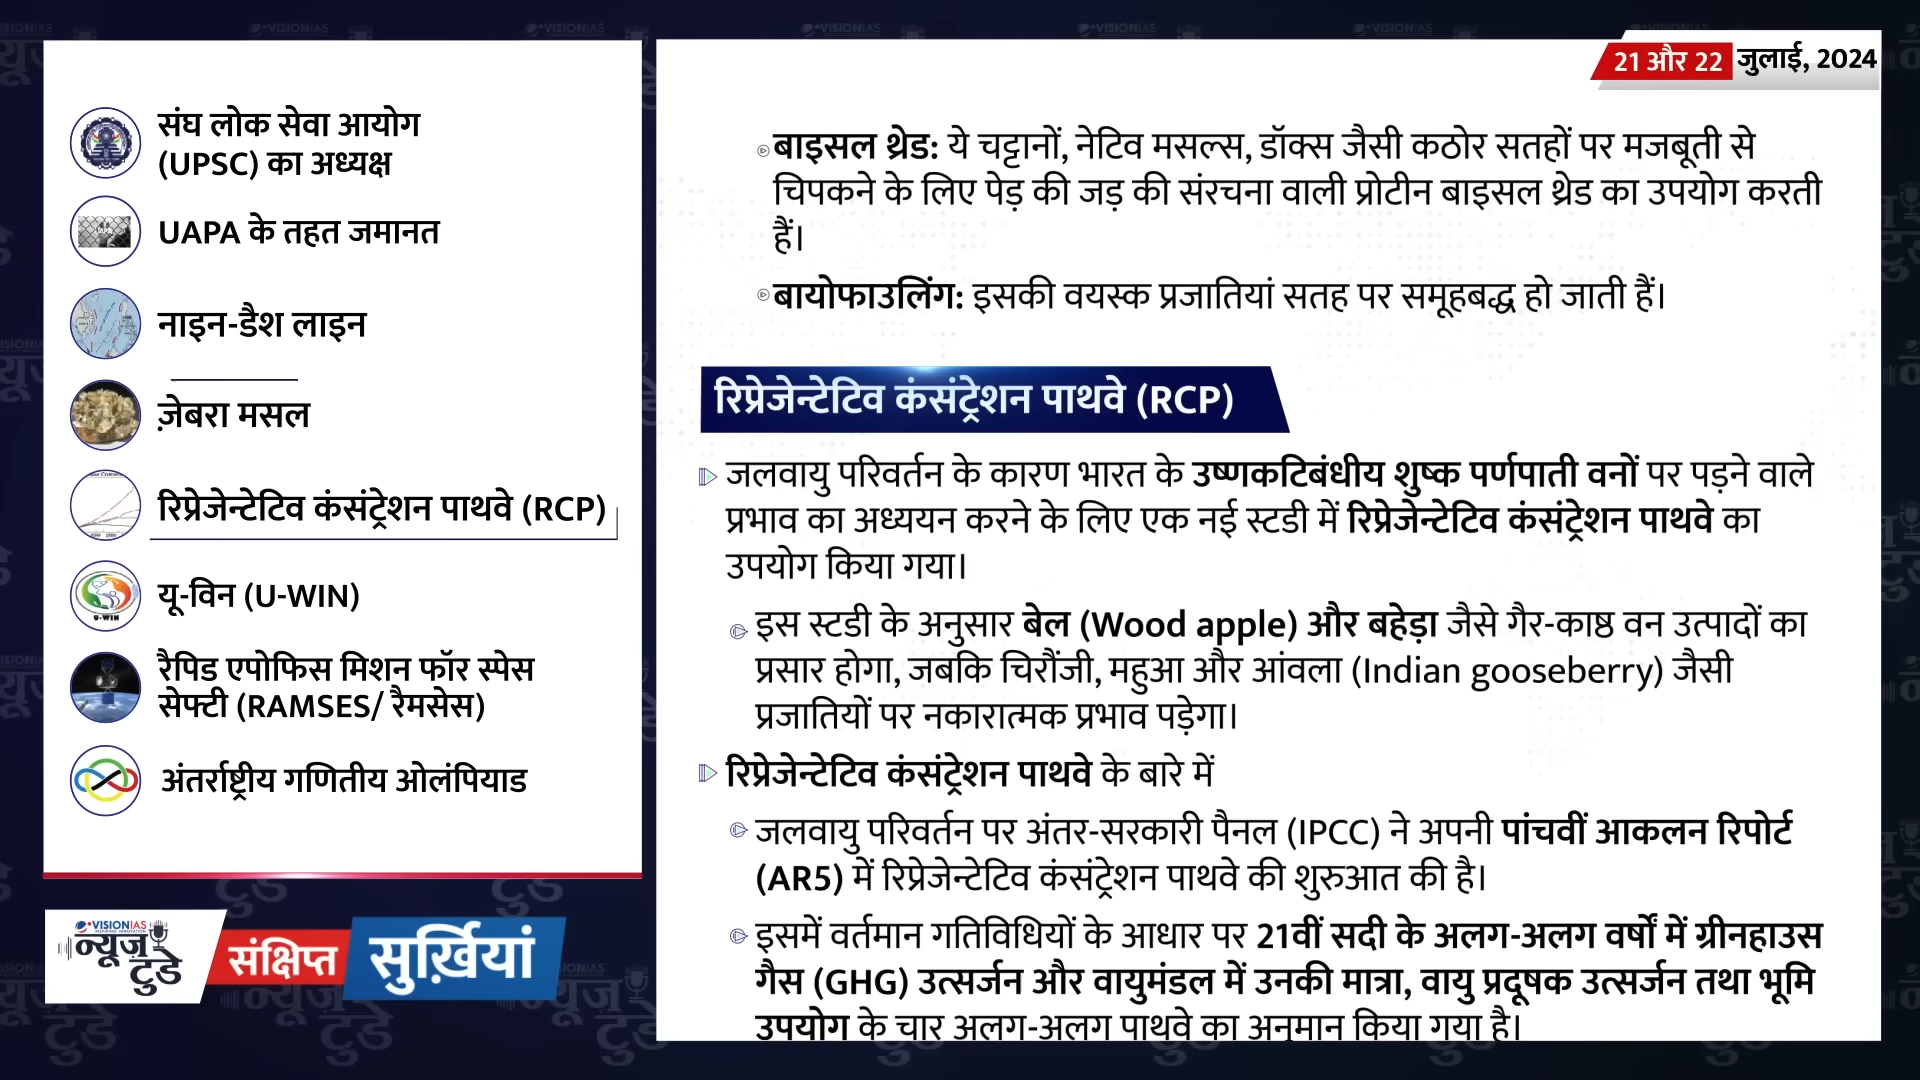 21 और 22 जुलाई, 2024
संघ लोक सेवा आयोग
(UPSC) का अध्यक्ष
UAPA के तहत जमानत
नाइन-डैश लाइन
ज़ेबरा मसल
रिप्रेजेन्टेटिव कंसंट्रेशन पाथवे (RCP)
यू-विन (U-WIN)
U-WIN
रैपिड एपोफिस मिशन फॉर स्पेस
सेफ्टी (RAMSES/ रैमसेस)
अंतर्राष्ट्रीय गणितीय ओलंपियाड
VISIONIAS
न्यूज़
टुडे
संक्षिप्त
सुर्ख़ियां
बाइसल थ्रेड: ये चट्टानों, नेटिव मसल्स, डॉक्स जैसी कठोर सतहों पर मजबूती से
चिपकने के लिए पेड़ की जड़ की संरचना वाली प्रोटीन बाइसल थ्रेड का उपयोग करती
हैं।
बायोफाउलिंग: इसकी वयस्क प्रजातियां सतह पर समूहबद्ध हो जाती हैं।
रिप्रेजेन्टेटिव कंसंट्रेशन पाथवे (RCP)
जलवायु परिवर्तन के कारण भारत के उष्णकटिबंधीय शुष्क पर्णपाती वनों पर पड़ने वाले
प्रभाव का अध्ययन करने के लिए एक नई स्टडी में रिप्रेजेन्टेटिव कंसंट्रेशन पाथवे का
उपयोग किया गया।
इस स्टडी के अनुसार बेल (Wood apple) और बहेड़ा जैसे गैर-काष्ठ वन उत्पादों का
प्रसार होगा, जबकि चिरौंजी, महुआ और आंवला (Indian gooseberry) जैसी
प्रजातियों पर नकारात्मक प्रभाव पड़ेगा।
रिप्रेजेन्टेटिव कंसंट्रेशन पाथवे के बारे में
जलवायु परिवर्तन पर अंतर-सरकारी पैनल (IPCC) ने अपनी पांचवीं आकलन रिपोर्ट
(AR5) में रिप्रेजेन्टेटिव कंसंट्रेशन पाथवे की शुरुआत की है।
इसमें वर्तमान गतिविधियों के आधार पर 21वीं सदी के अलग-अलग वर्षों में ग्रीनहाउस
गैस (GHG) उत्सर्जन और वायुमंडल में उनकी मात्रा, वायु प्रदूषक उत्सर्जन तथा भूमि
उपयोग के चार अलग-अलग पाथवे का अनुमान किया गया है।